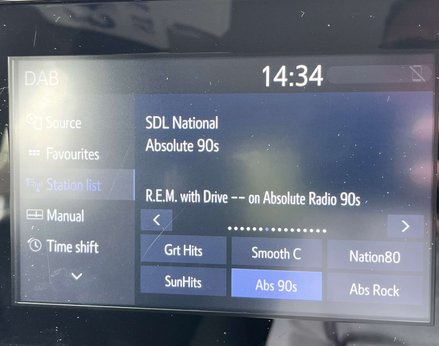 DAB
14:34
Source
Favourites
Station list
Manual
Time shift
SDL National
Absolute 90s
R.E.M. with Drive -- on Absolute Radio 90s
Grt Hits
Smooth C
Nation80
SunHits
Abs 90s
Abs Rock